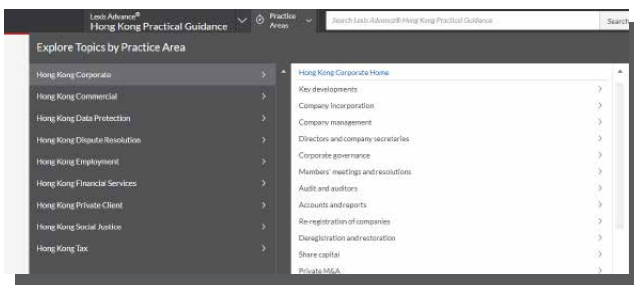 Lexis Advance®
Hong Kong Practical Guidance
Practice
Areas
Search Lexis Advance® Hong Kong Practical Guidance
Search
Explore Topics by Practice Area
Hong Kong Corporate
Hong Kong Commercial
Hong Kong Data Protection
Hong Kong Dispute Resolution
Hong Kong Employment
Hong Kong Financial Services
Hong Kong Private Client
Hong Kong Social Justice
Hong Kong Tax
Hong Kong Corporate Home
Key developments
Company incorporation
Company management
Directors and company secretaries
Corporate governance
Members' meetings and resolutions
Audit and auditors
Accounts and reports
Re-registration of companies
Deregistration and restoration
Share capital
Private M&A